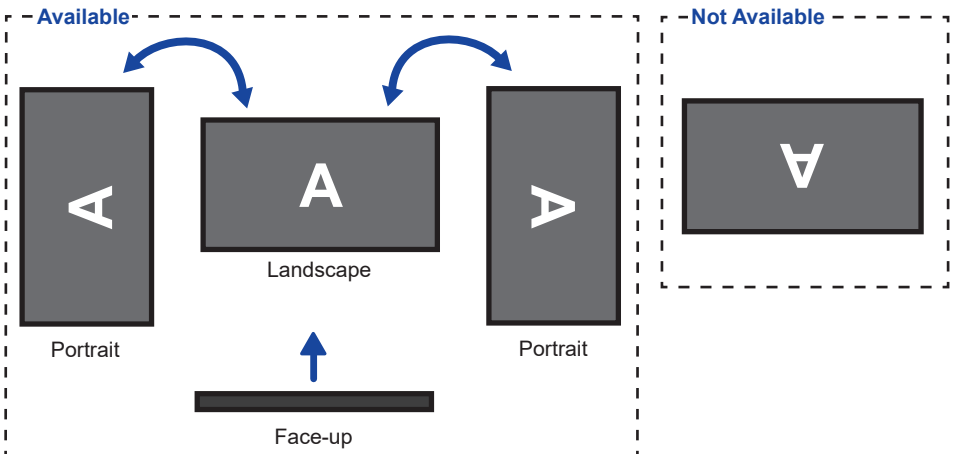 Available
Not Available
A
A
A
A
Landscape
Portrait
Portrait
Face-up